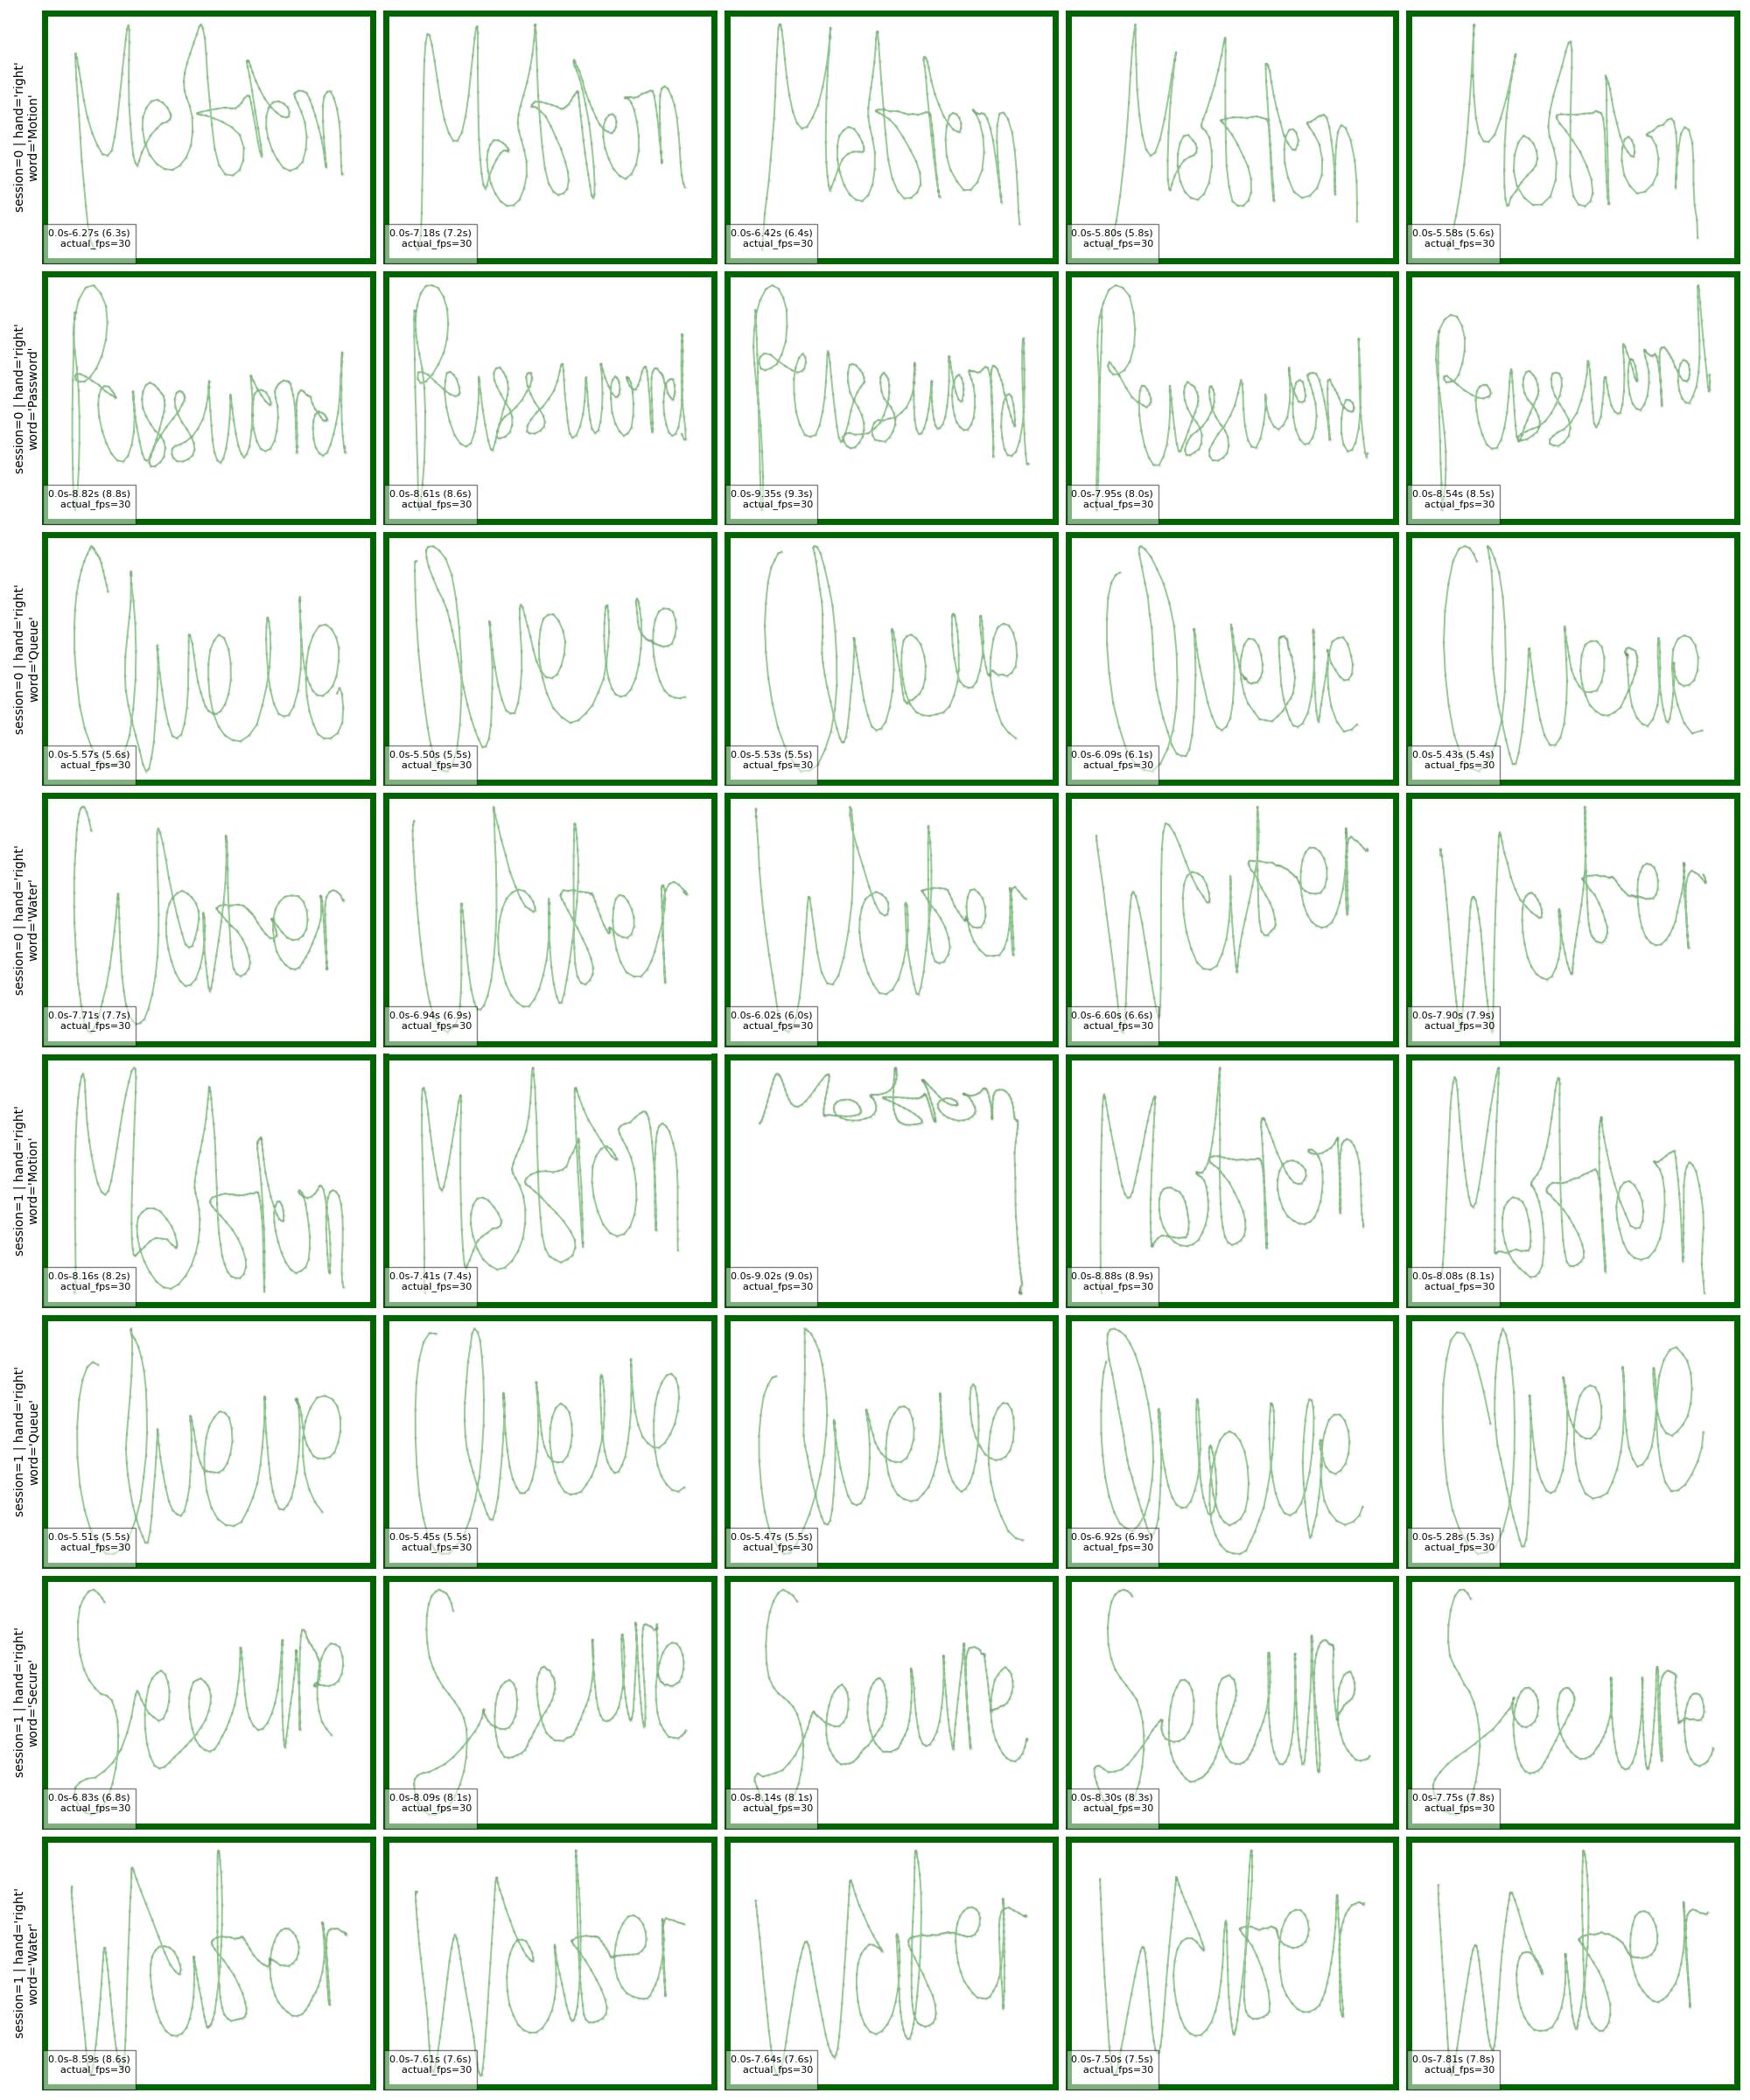 session=0 | hand='right'
word='Motion'
Motion Motion Motion Motion Motion
0.0s-6.27s (6.3s) 0.0s-7.18s (7.2s) 0.0s-6.42s (6.4s) 0.0s-5.80s (5.8s) 0.0s-5.58s (5.6s)
actual_fps=30 actual_fps=30 actual_fps=30 actual_fps=30 actual_fps=30
session=0 | hand='right'
word='Password'
Password Password Password Password Password
0.0s-8.82s (8.8s) 0.0s-8.61s (8.6s) 0.0s-9.35s (9.3s) 0.0s-7.95s (8.0s) 0.0s-8.54s (8.5s)
actual_fps=30 actual_fps=30 actual_fps=30 actual_fps=30 actual_fps=30
session=0 | hand='right'
word='Queue'
Queue Queue Queue Queue Queue
0.0s-5.57s (5.6s) 0.0s-5.50s (5.5s) 0.0s-5.53s (5.5s) 0.0s-6.09s (6.1s) 0.0s-5.43s (5.4s)
actual_fps=30 actual_fps=30 actual_fps=30 actual_fps=30 actual_fps=30
session=0 | hand='right'
word='Water'
Water Water Water Water Water
0.0s-7.71s (7.7s) 0.0s-6.94s (6.9s) 0.0s-6.02s (6.0s) 0.0s-6.60s (6.6s) 0.0s-7.90s (7.9s)
actual_fps=30 actual_fps=30 actual_fps=30 actual_fps=30 actual_fps=30
session=1 | hand='right'
word='Motion'
Motion Motion Motion Motion Motion
0.0s-8.16s (8.2s) 0.0s-7.41s (7.4s) 0.0s-9.02s (9.0s) 0.0s-8.88s (8.9s) 0.0s-8.08s (8.1s)
actual_fps=30 actual_fps=30 actual_fps=30 actual_fps=30 actual_fps=30
session=1 | hand='right'
word='Queue'
Queue Queue Queue Queue Queue
0.0s-5.51s (5.5s) 0.0s-5.45s (5.5s) 0.0s-5.47s (5.5s) 0.0s-6.92s (6.9s) 0.0s-5.28s (5.3s)
actual_fps=30 actual_fps=30 actual_fps=30 actual_fps=30 actual_fps=30
session=1 | hand='right'
word='Secure'
Secure Secure Secure Secure Secure
0.0s-6.83s (6.8s) 0.0s-8.09s (8.1s) 0.0s-8.14s (8.1s) 0.0s-8.30s (8.3s) 0.0s-7.75s (7.8s)
actual_fps=30 actual_fps=30 actual_fps=30 actual_fps=30 actual_fps=30
session=1 | hand='right'
word='Water'
Water Water Water Water Water
0.0s-8.59s (8.6s) 0.0s-7.61s (7.6s) 0.0s-7.64s (7.6s) 0.0s-7.50s (7.5s) 0.0s-7.81s (7.8s)
actual_fps=30 actual_fps=30 actual_fps=30 actual_fps=30 actual_fps=30